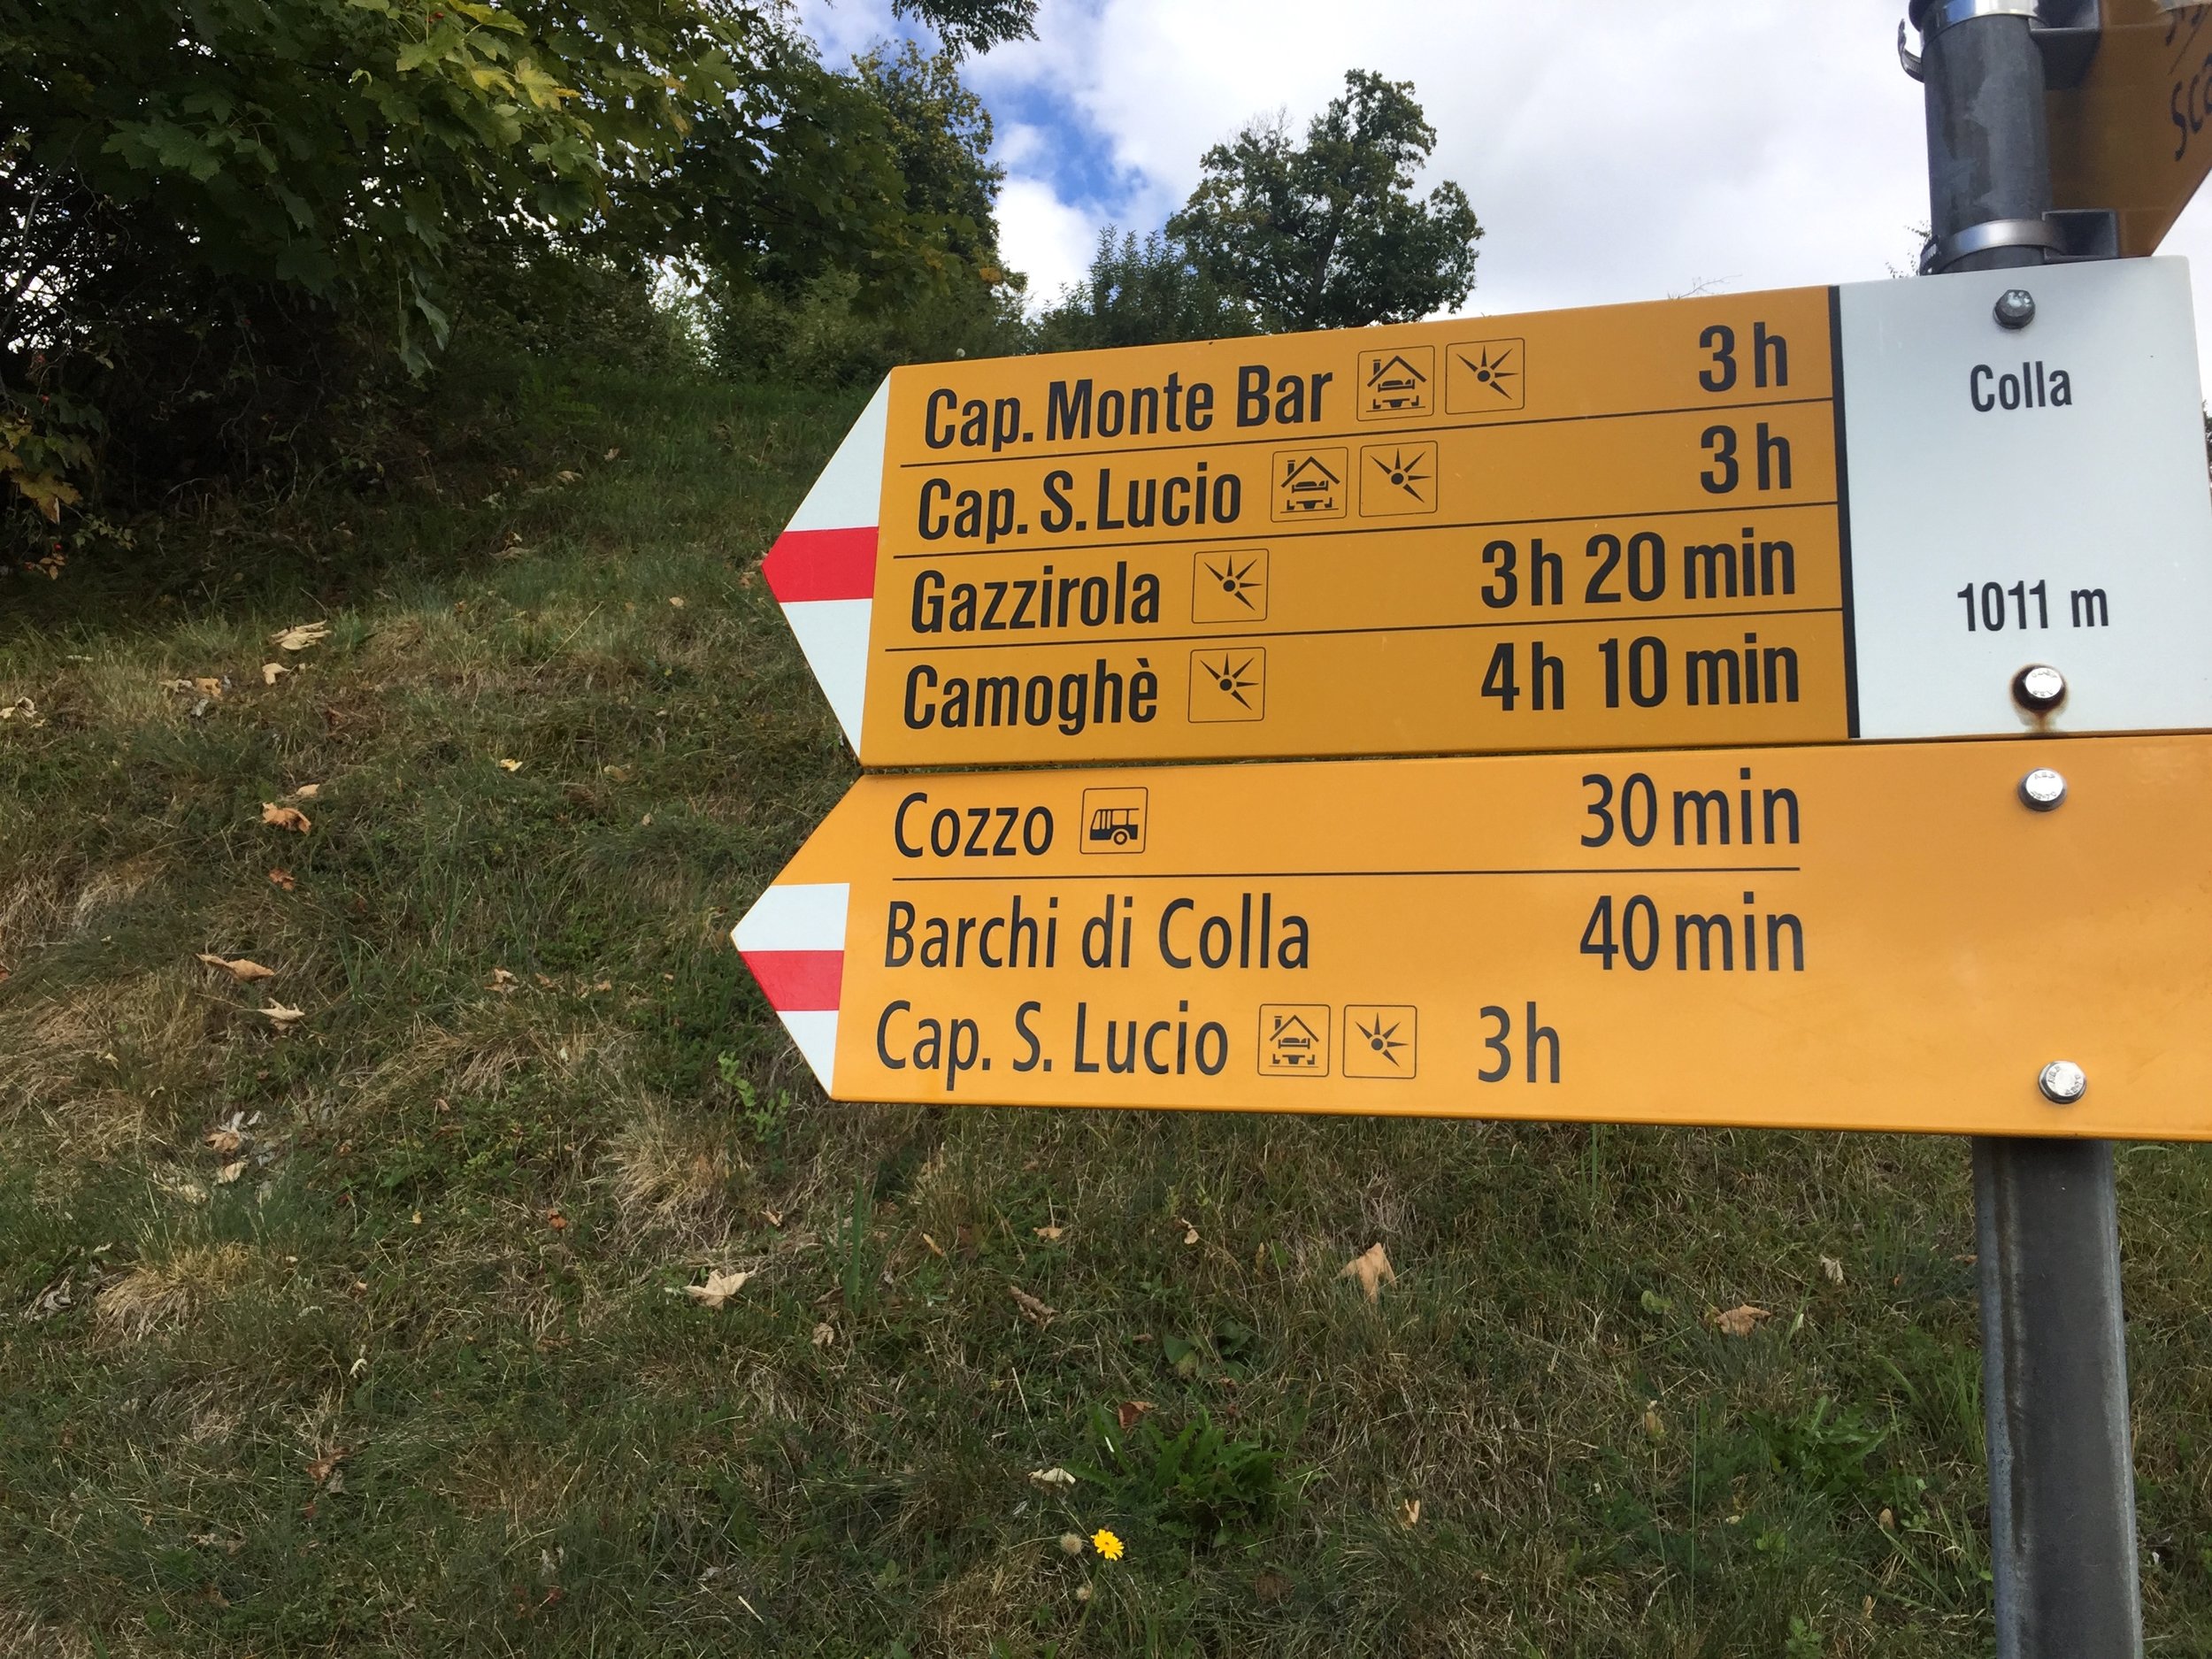 Cap. Monte Bar 3 h
Cap. S. Lucio 3 h
Gazzirola 3 h 20 min
Camoghè 4 h 10 min
Colla
1011 m
Cozzo 30 min
Barchi di Colla 40 min
Cap. S. Lucio 3 h